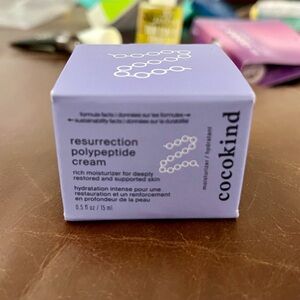 formula facts | données sur les formules →
← sustainability facts | données sur la durabilité
resurrection
polypeptide
cream
rich moisturizer for deeply
restored and supported skin
hydratation intense pour une
restauration et un renforcement
en profondeur de la peau
0.5 fl oz / 15 ml
moisturizer / hydratant
cocokind